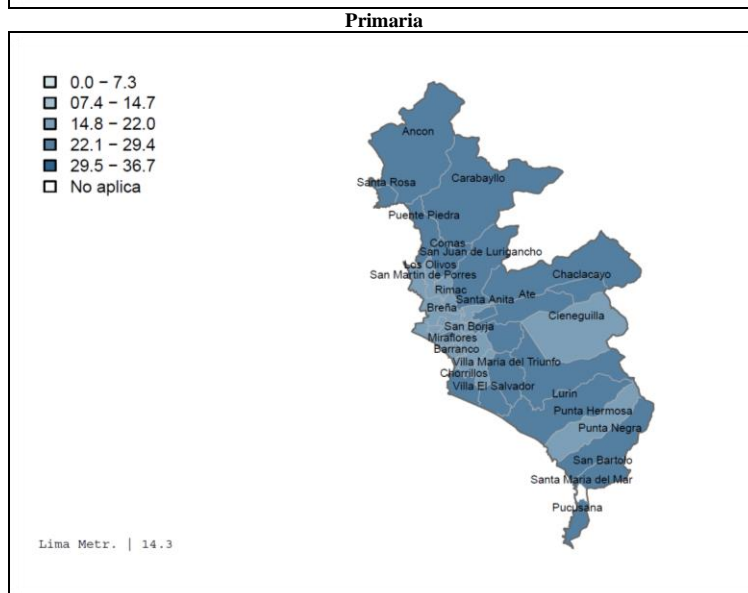 Primaria
0.0 − 7.3
07.4 − 14.7
14.8 − 22.0
22.1 − 29.4
29.5 − 36.7
No aplica
Ancon
Santa Rosa
Carabayllo
Puente Piedra
Comas
San Juan de Lurigancho
Los Olivos
San Martin de Porres
Chaclacayo
Rimac
Ate
Santa Anita
Breña
Cieneguilla
San Borja
Miraflores
Barranco
Villa Maria del Triunfo
Chorrillos
Villa El Salvador
Lurin
Punta Hermosa
Punta Negra
San Bartolo
Santa Maria del Mar
Pucusana
Lima Metr. | 14.3